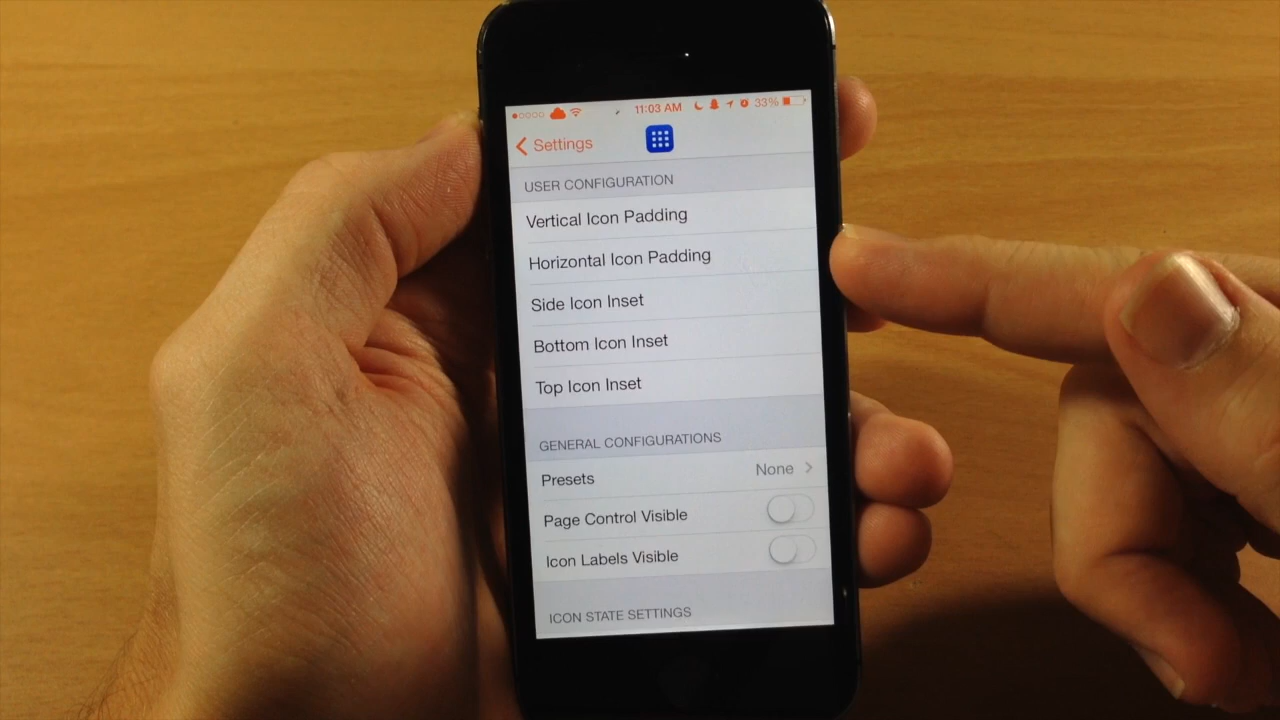 11:03 AM 33%
Settings
USER CONFIGURATION
Vertical Icon Padding
Horizontal Icon Padding
Side Icon Inset
Bottom Icon Inset
Top Icon Inset
GENERAL CONFIGURATIONS
Presets None
Page Control Visible
Icon Labels Visible
ICON STATE SETTINGS